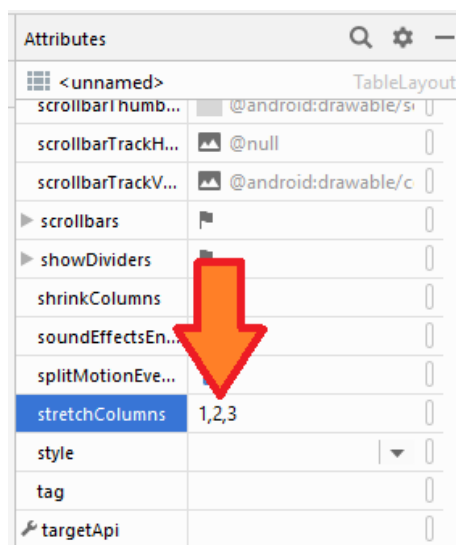 Attributes
<unnamed> TableLayout
scrollbarThumb... @android:drawable/s
scrollbarTrackH... @null
scrollbarTrackV... @android:drawable/c
scrollbars
showDividers
shrinkColumns
soundEffectsEn...
splitMotionEve...
stretchColumns 1,2,3
style
tag
targetApi